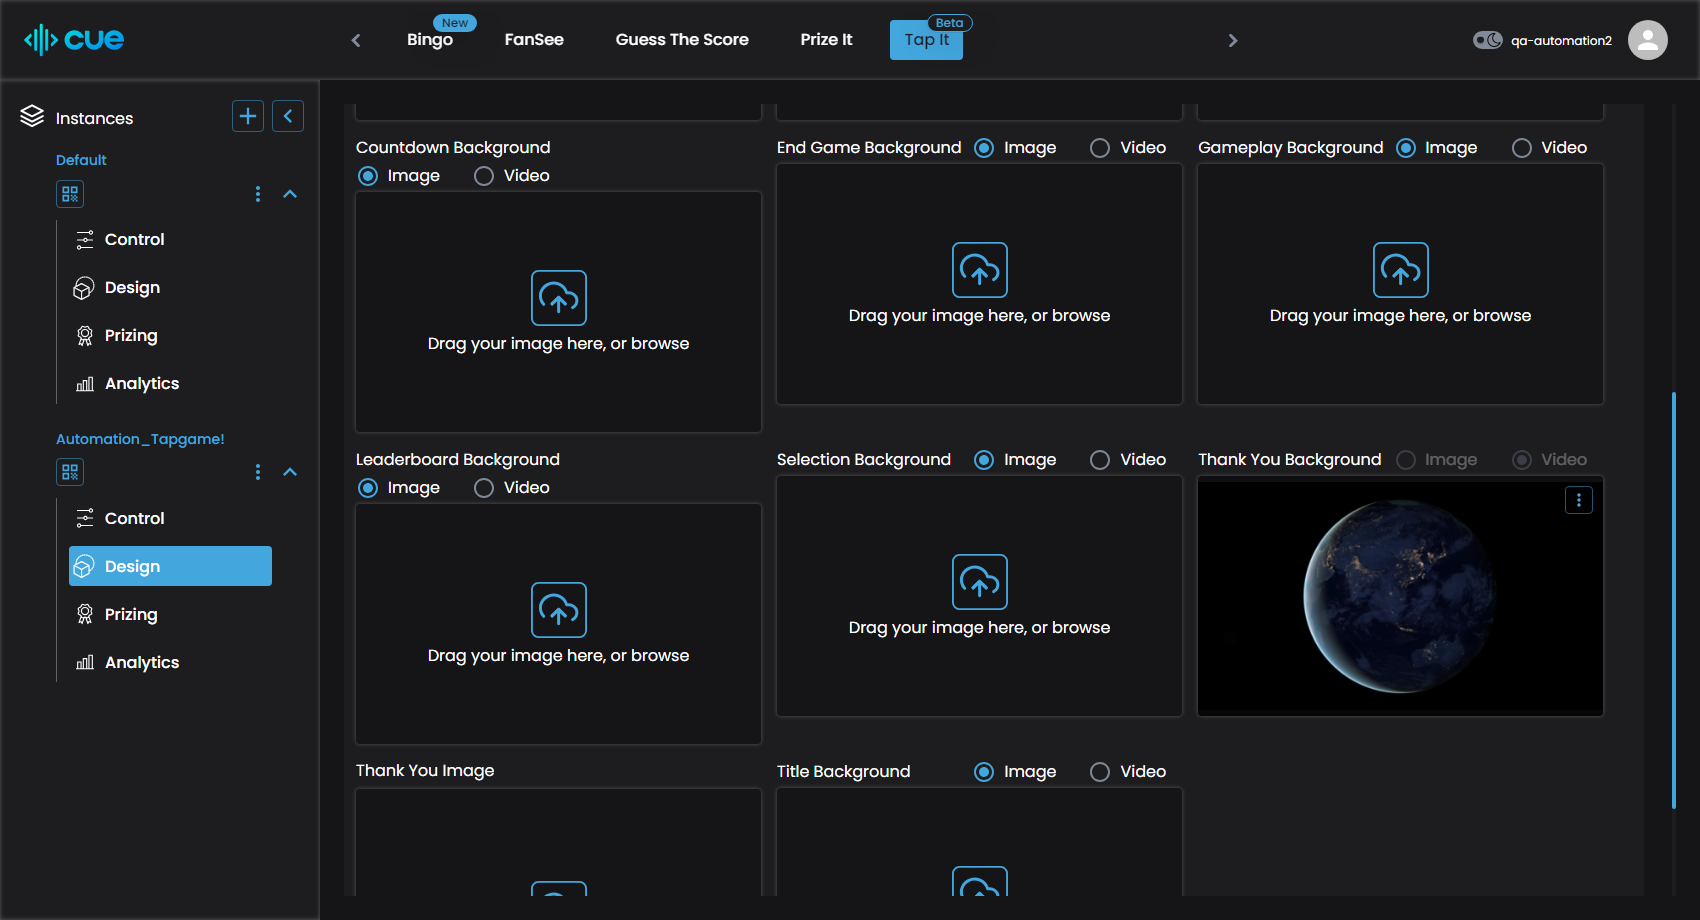 cue
New
Bingo
FanSee
Guess The Score
Prize It
Beta
Tap It
qa-automation2
Instances
Default
Control
Design
Prizing
Analytics
Automation_Tapgame!
Control
Design
Prizing
Analytics
Countdown Background
Image Video
Drag your image here, or browse
End Game Background Image Video
Drag your image here, or browse
Gameplay Background Image Video
Drag your image here, or browse
Leaderboard Background
Image Video
Drag your image here, or browse
Selection Background Image Video
Drag your image here, or browse
Thank You Background Image Video
Thank You Image
Title Background Image Video